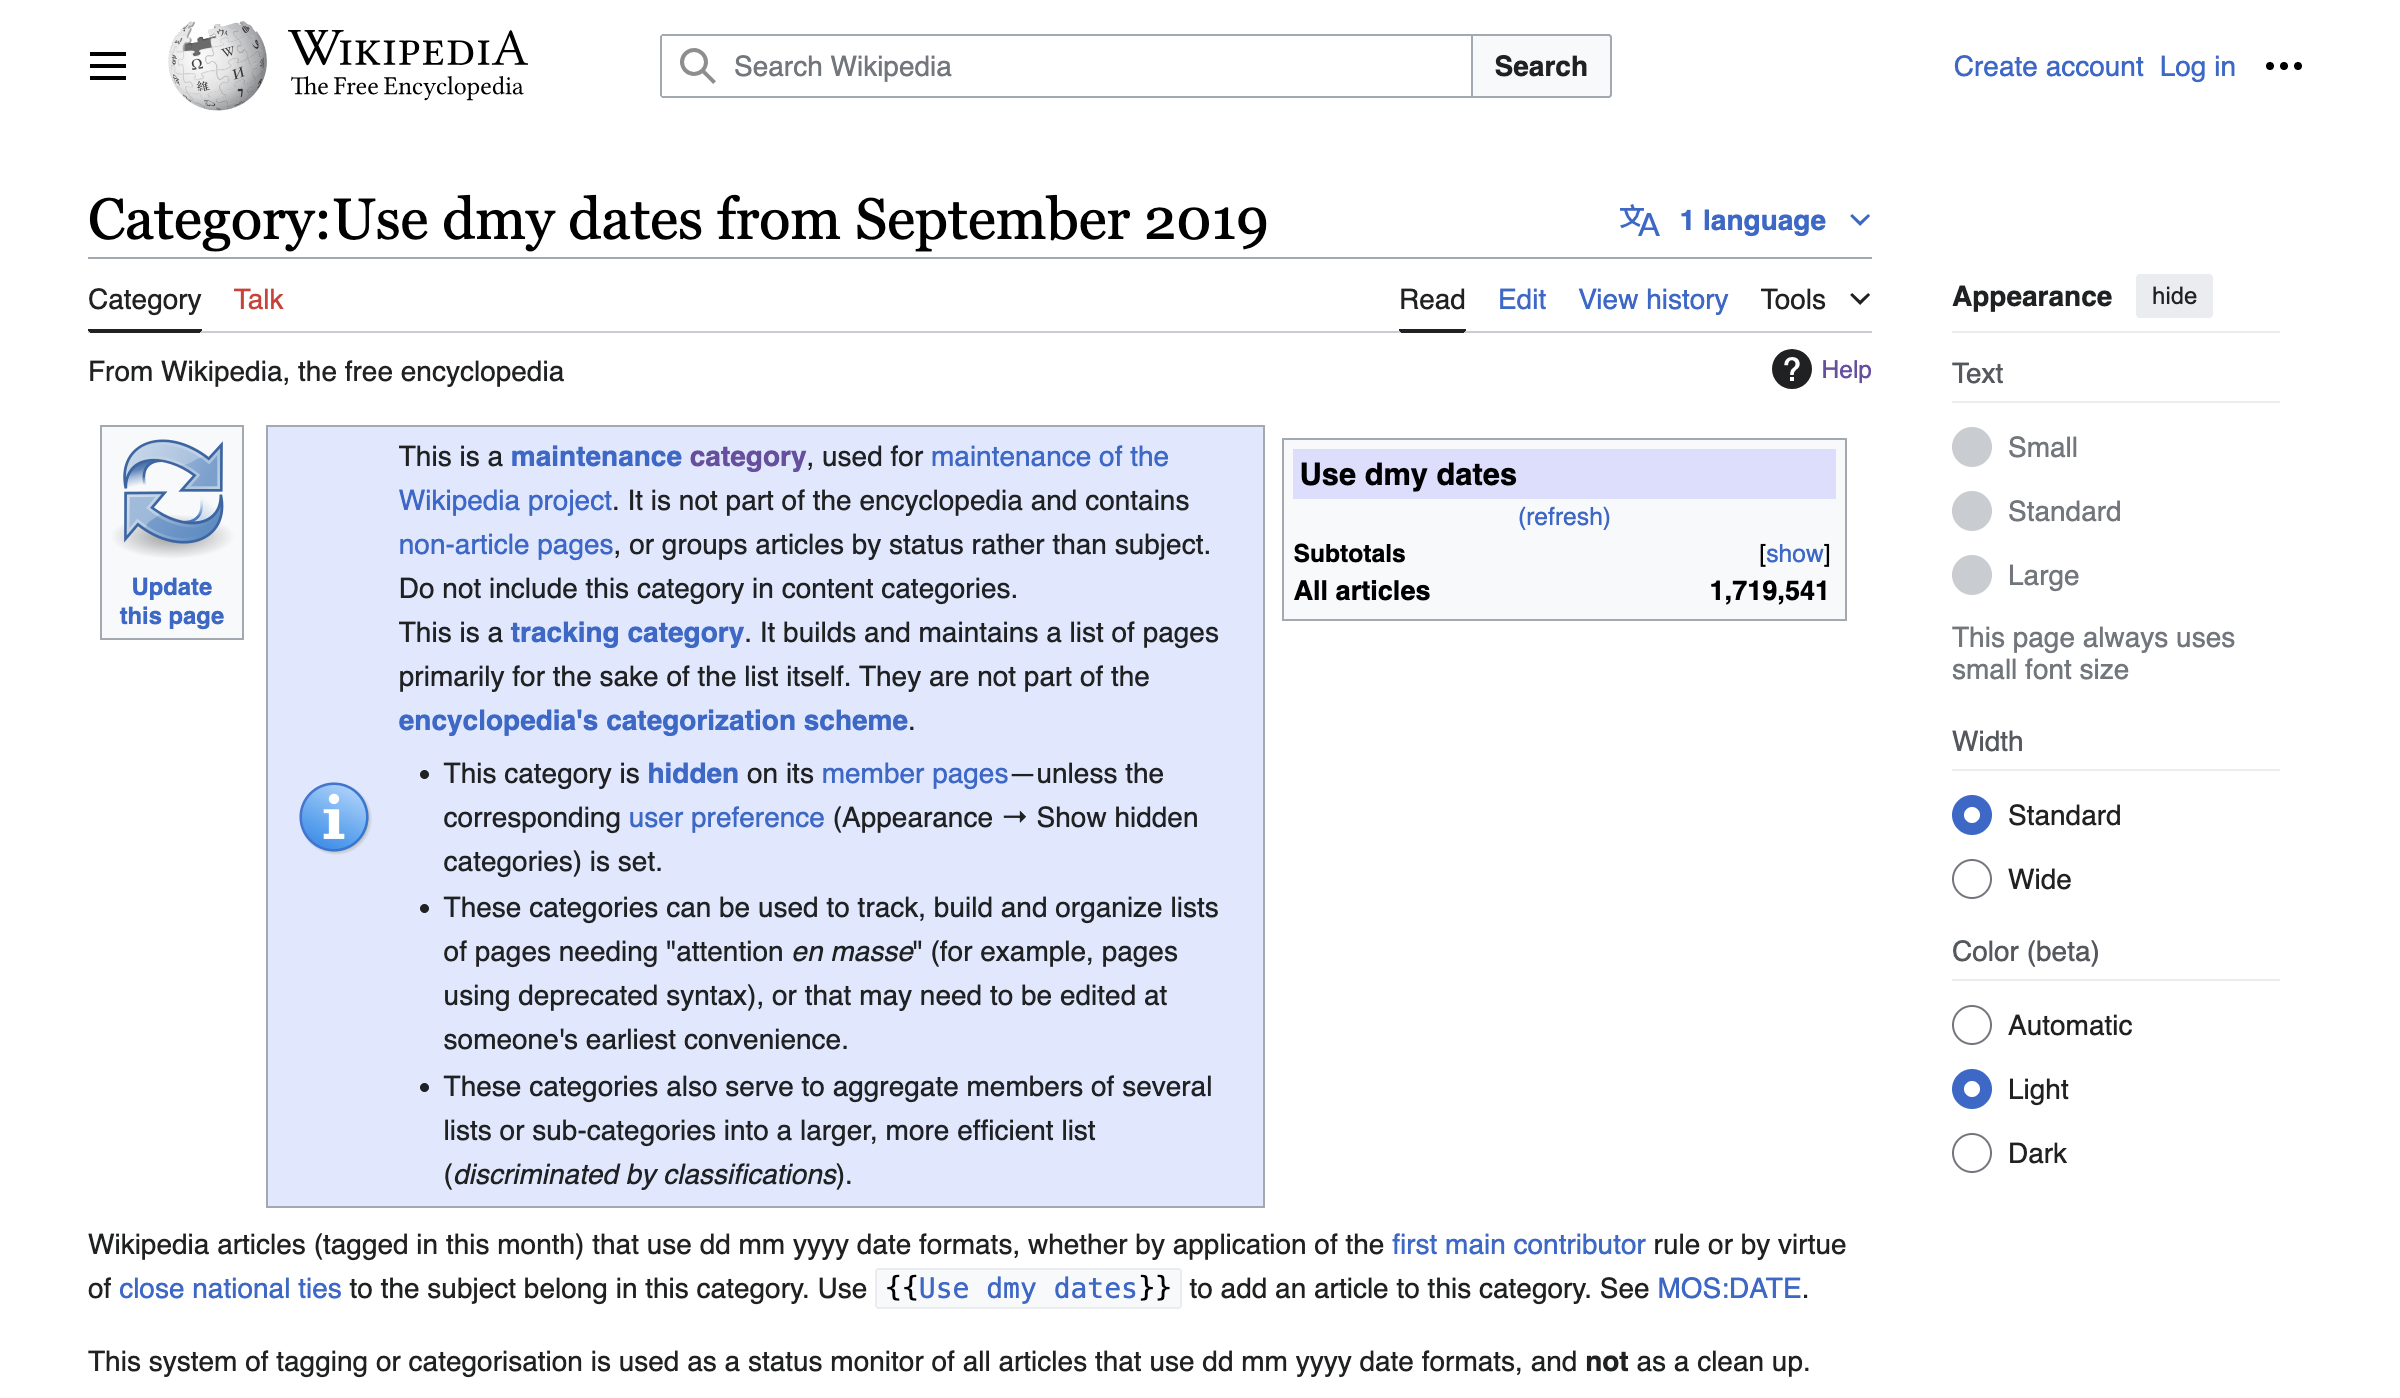 WIKIPEDIA
The Free Encyclopedia
Search Wikipedia
Search
Create account Log in
Category:Use dmy dates from September 2019
1 language
Category Talk
Read Edit View history Tools
From Wikipedia, the free encyclopedia
Help
Update
this page
This is a maintenance category, used for maintenance of the
Wikipedia project. It is not part of the encyclopedia and contains
non-article pages, or groups articles by status rather than subject.
Do not include this category in content categories.
This is a tracking category. It builds and maintains a list of pages
primarily for the sake of the list itself. They are not part of the
encyclopedia's categorization scheme.
• This category is hidden on its member pages—unless the
corresponding user preference (Appearance → Show hidden
categories) is set.
• These categories can be used to track, build and organize lists
of pages needing "attention en masse" (for example, pages
using deprecated syntax), or that may need to be edited at
someone's earliest convenience.
• These categories also serve to aggregate members of several
lists or sub-categories into a larger, more efficient list
(discriminated by classifications).
Use dmy dates
(refresh)
Subtotals [show]
All articles 1,719,541
Wikipedia articles (tagged in this month) that use dd mm yyyy date formats, whether by application of the first main contributor rule or by virtue
of close national ties to the subject belong in this category. Use {{Use dmy dates}} to add an article to this category. See MOS:DATE.
This system of tagging or categorisation is used as a status monitor of all articles that use dd mm yyyy date formats, and not as a clean up.
Appearance hide
Text
Small
Standard
Large
This page always uses
small font size
Width
Standard
Wide
Color (beta)
Automatic
Light
Dark